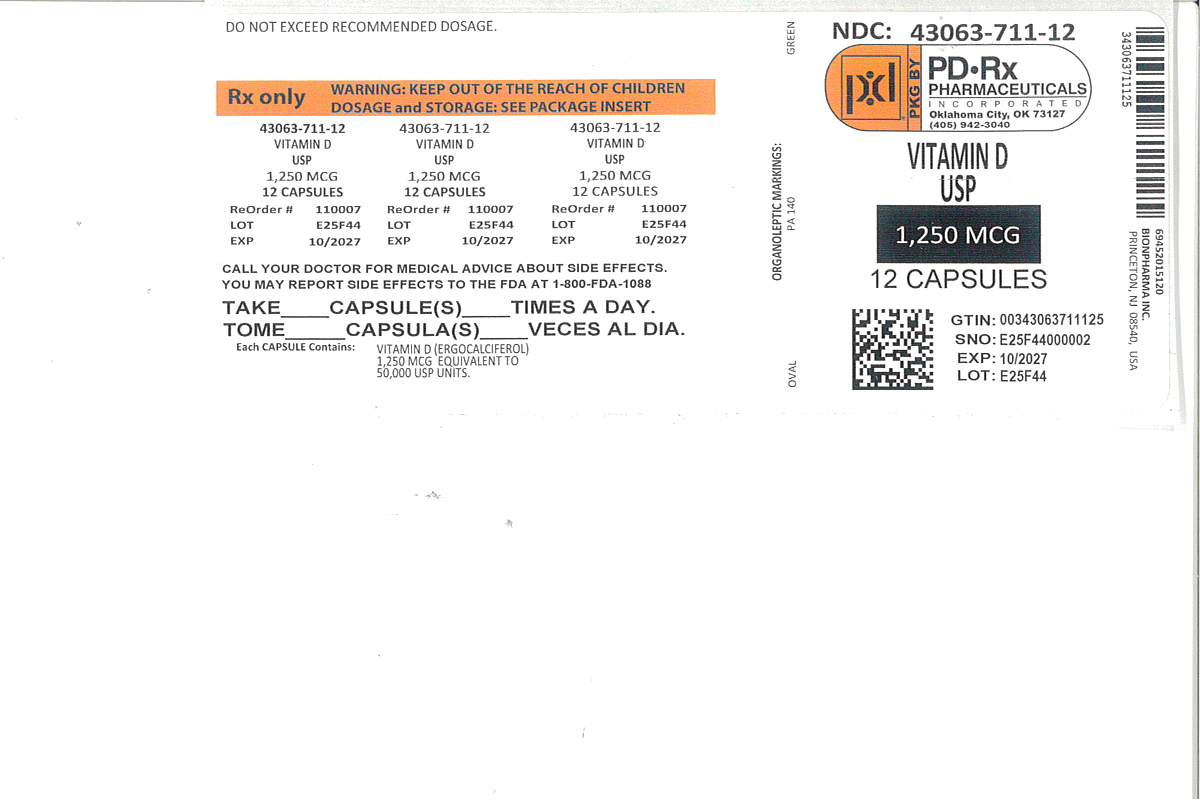 DO NOT EXCEED RECOMMENDED DOSAGE.
Rx only
WARNING: KEEP OUT OF THE REACH OF CHILDREN
DOSAGE and STORAGE: SEE PACKAGE INSERT
43063-711-12 43063-711-12 43063-711-12
VITAMIN D VITAMIN D VITAMIN D
USP USP USP
1,250 MCG 1,250 MCG 1,250 MCG
12 CAPSULES 12 CAPSULES 12 CAPSULES
ReOrder # 110007 ReOrder # 110007 ReOrder # 110007
LOT E25F44 LOT E25F44 LOT E25F44
EXP 10/2027 EXP 10/2027 EXP 10/2027
CALL YOUR DOCTOR FOR MEDICAL ADVICE ABOUT SIDE EFFECTS.
YOU MAY REPORT SIDE EFFECTS TO THE FDA AT 1-800-FDA-1088
TAKE_____CAPSULE(S)_____TIMES A DAY.
TOME______CAPSULA(S)_____VECES AL DIA.
Each CAPSULE Contains: VITAMIN D (ERGOCALCIFEROL)
1,250 MCG EQUIVALENT TO
50,000 USP UNITS.
ORGANOLEPTIC MARKINGS:
OVAL PA 140 GREEN
NDC: 43063-711-12
pd
PKG BY
PD•Rx
PHARMACEUTICALS
INCORPORATED
Oklahoma City, OK 73127
(405) 942-3040
VITAMIN D
USP
1,250 MCG
12 CAPSULES
GTIN: 00343063711125
SNO: E25F44000002
EXP: 10/2027
LOT: E25F44
343063711125
69452015120
BIONPHARMA INC.
PRINCETON, NJ 08540, USA